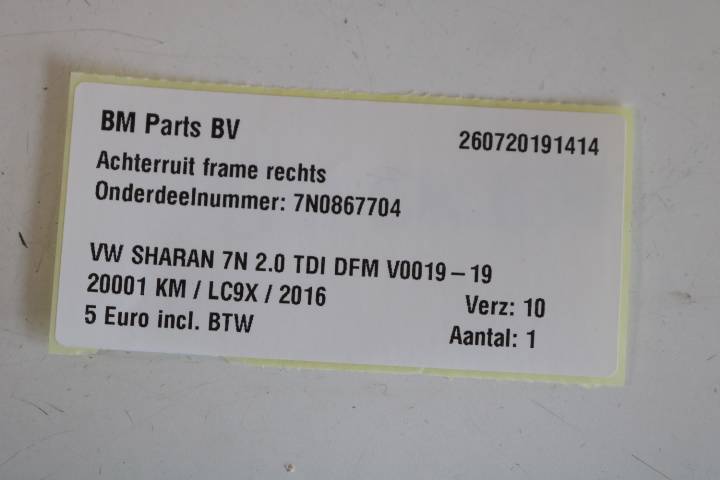 BM Parts BV 260720191414
Achterruit frame rechts
Onderdeelnummer: 7N0867704
VW SHARAN 7N 2.0 TDI DFM V0019-19
20001 KM / LC9X / 2016 Verz: 10
5 Euro incl. BTW Aantal: 1